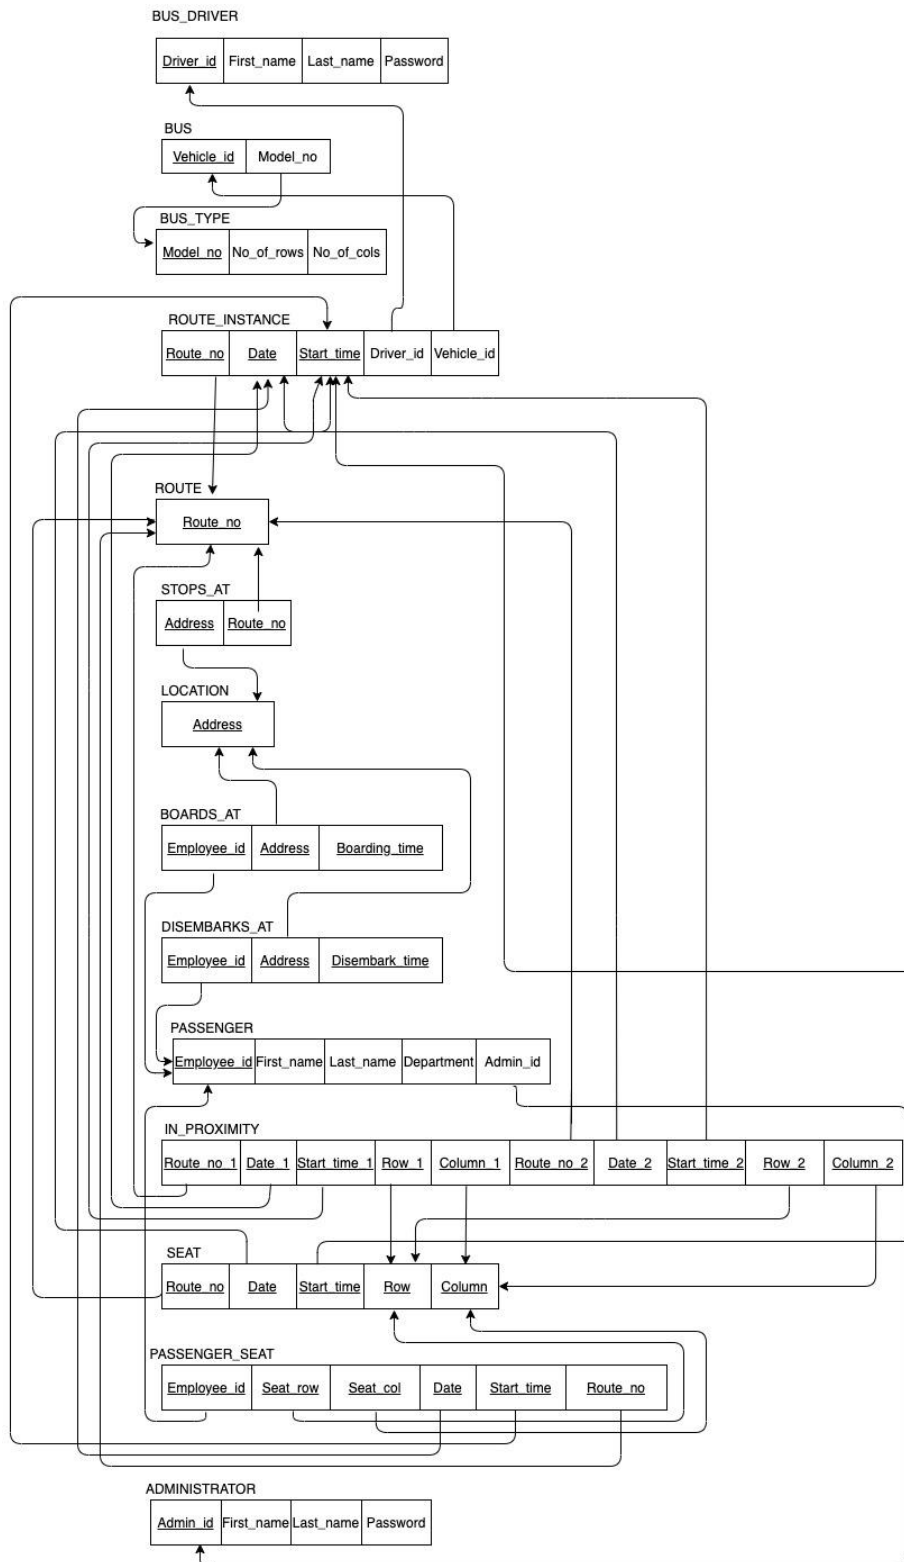 BUS_DRIVER
Driver_id First_name Last_name Password
BUS
Vehicle_id Model_no
BUS_TYPE
Model_no No_of_rows No_of_cols
ROUTE_INSTANCE
Route_no Date Start_time Driver_id Vehicle_id
ROUTE
Route_no
STOPS_AT
Address Route_no
LOCATION
Address
BOARDS_AT
Employee_id Address Boarding_time
DISEMBARKS_AT
Employee_id Address Disembark_time
PASSENGER
Employee_id First_name Last_name Department Admin_id
IN_PROXIMITY
Route_no_1 Date_1 Start_time_1 Row_1 Column_1 Route_no_2 Date_2 Start_time_2 Row_2 Column_2
SEAT
Route_no Date Start_time Row Column
PASSENGER_SEAT
Employee_id Seat_row Seat_col Date Start_time Route_no
ADMINISTRATOR
Admin_id First_name Last_name Password